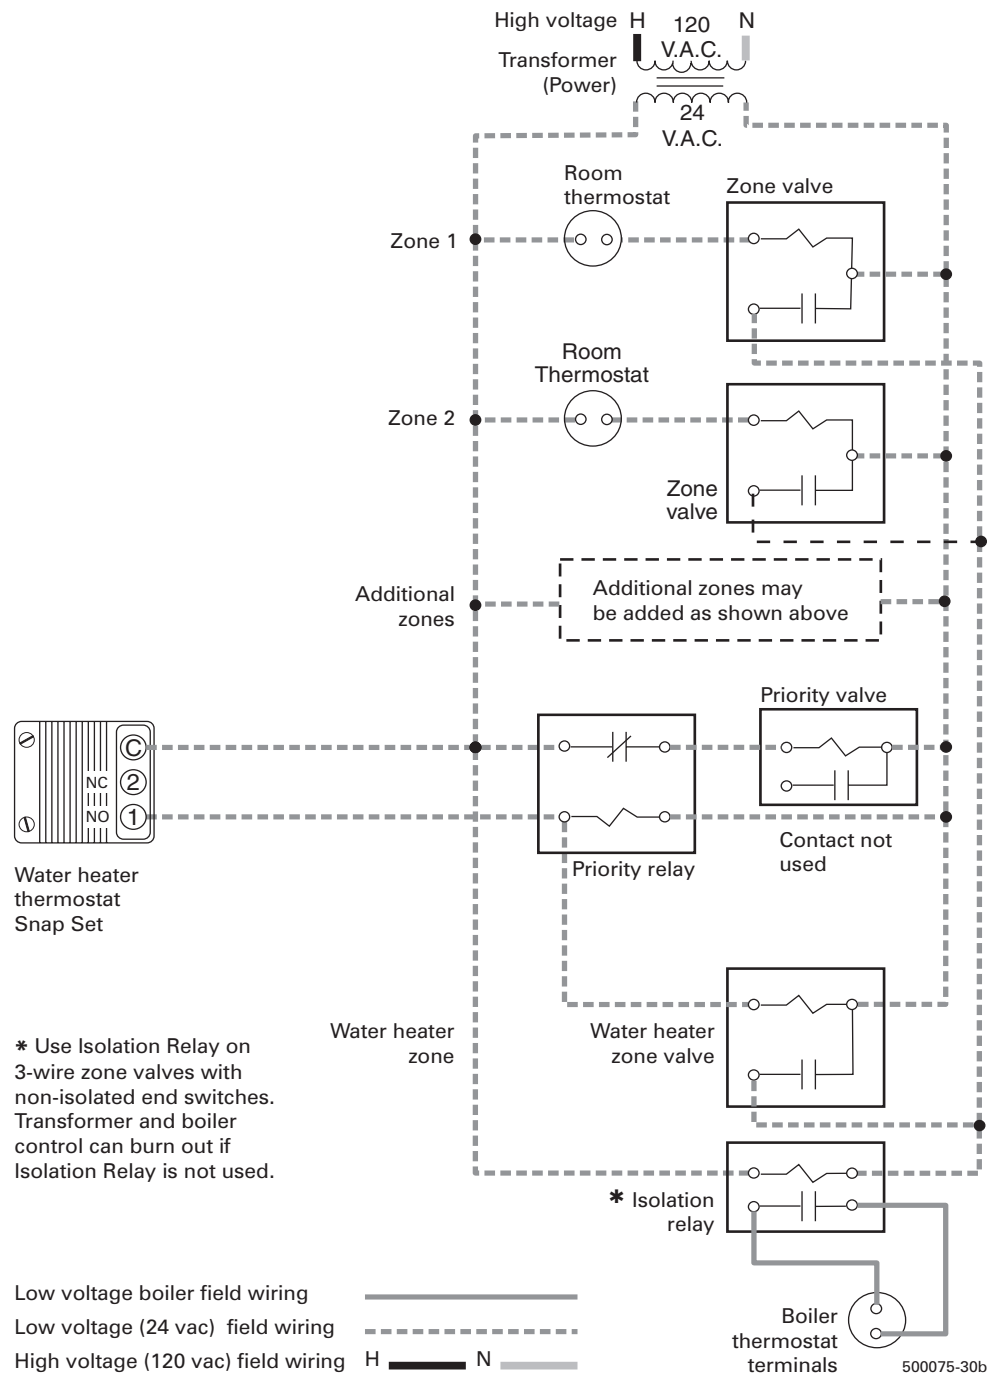 High voltage H 120 N
V.A.C.
Transformer
(Power)
24
V.A.C.
Room
thermostat
Zone valve
Zone 1
Room
Thermostat
Zone 2
Zone
valve
Additional
zones
Additional zones may
be added as shown above
Priority valve
C
NC 2
NO 1
Contact not
used
Priority relay
Water heater
thermostat
Snap Set
Water heater
zone
Water heater
zone valve
* Use Isolation Relay on
3-wire zone valves with
non-isolated end switches.
Transformer and boiler
control can burn out if
Isolation Relay is not used.
* Isolation
relay
Low voltage boiler field wiring
Low voltage (24 vac) field wiring
High voltage (120 vac) field wiring H N
Boiler
thermostat
terminals
500075-30b